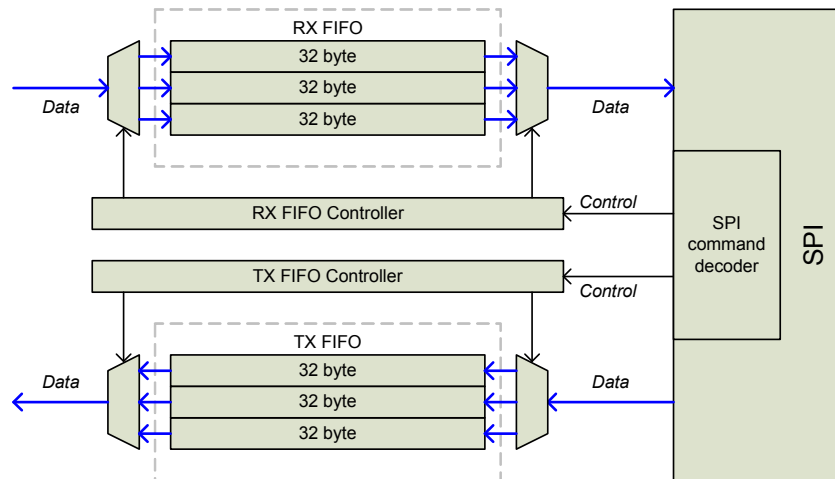 RX FIFO
32 byte
32 byte
32 byte
Data
Data
RX FIFO Controller
Control
SPI
command
decoder
SPI
TX FIFO Controller
Control
TX FIFO
32 byte
32 byte
32 byte
Data
Data